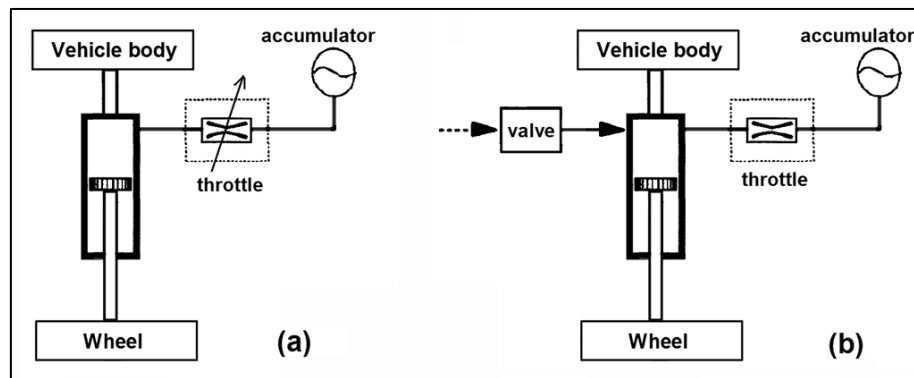 Vehicle body
accumulator
throttle
Wheel
(a)
Vehicle body
accumulator
valve
throttle
Wheel
(b)